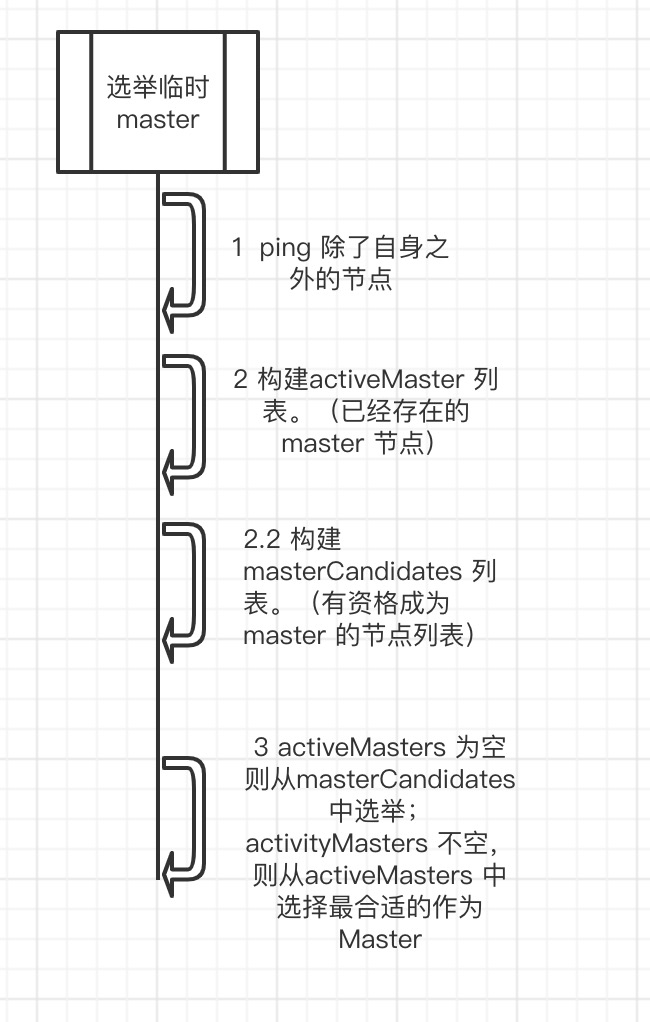 选举临时
master
1 ping 除了自身之
外的节点
2 构建activeMaster 列
表。（已经存在的
master 节点）
2.2 构建
masterCandidates 列
表。（有资格成为
master 的节点列表）
3 activeMasters 为空
则从masterCandidates
中选举；
activityMasters 不空，
则从activeMasters 中
选择最合适的作为
Master